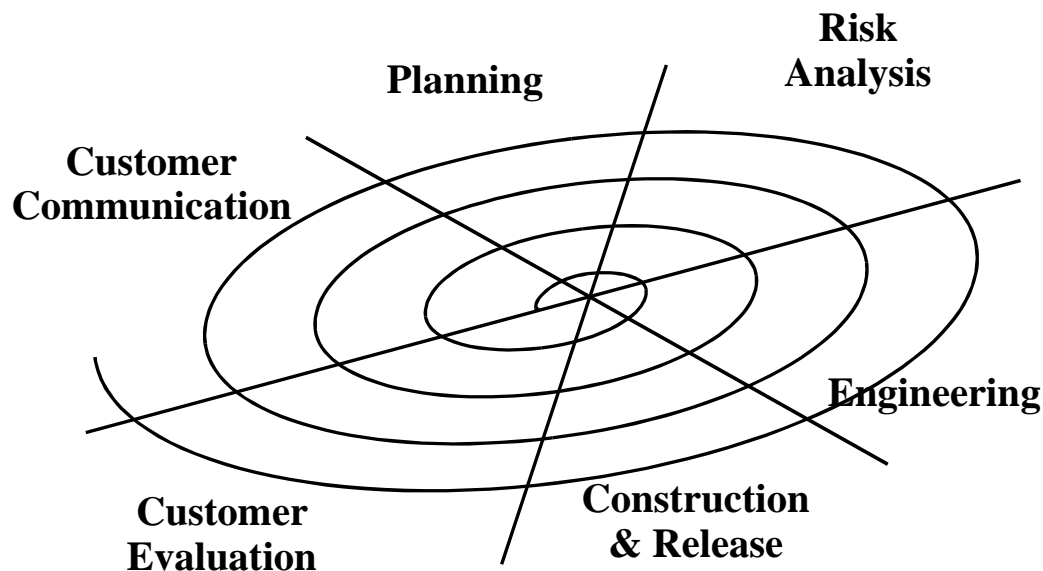 Risk
Analysis
Planning
Customer
Communication
Engineering
Construction
& Release
Customer
Evaluation